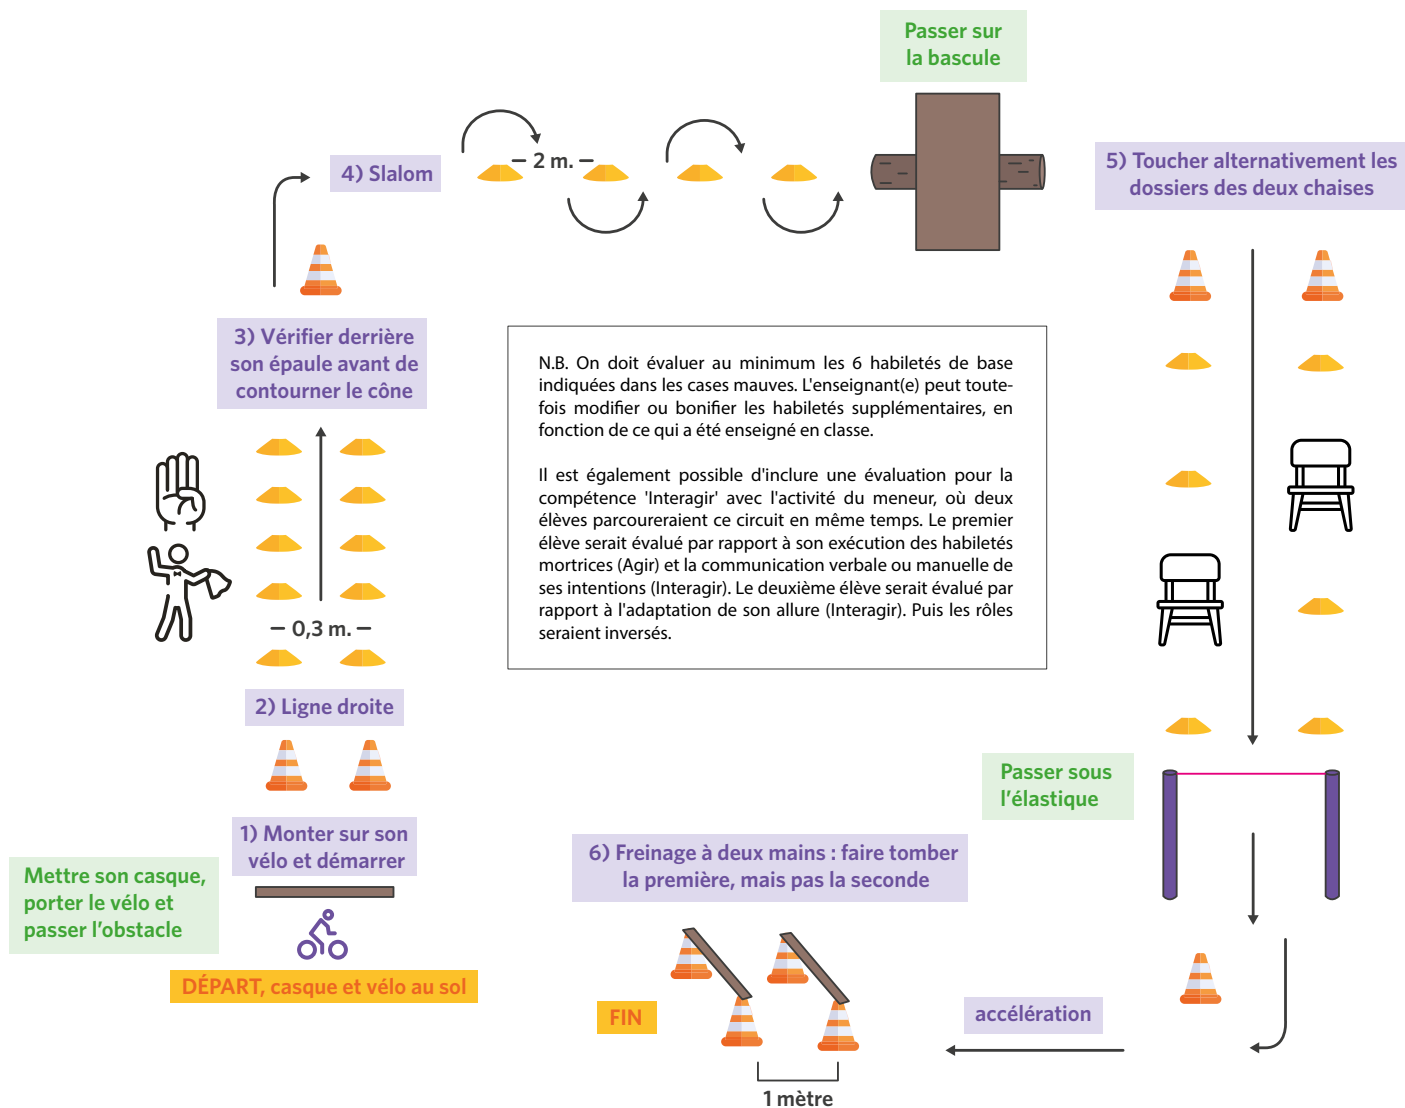 Passer sur
la bascule
4) Slalom
2 m.
5) Toucher alternativement les
dossiers des deux chaises
3) Vérifier derrière
son épaule avant de
contourner le cône
N.B. On doit évaluer au minimum les 6 habiletés de base
indiquées dans les cases mauves. L'enseignant(e) peut toute-
fois modifier ou bonifier les habiletés supplémentaires, en
fonction de ce qui a été enseigné en classe.
Il est également possible d'inclure une évaluation pour la
compétence 'Interagir' avec l'activité du meneur, où deux
élèves parcoureraient ce circuit en même temps. Le premier
élève serait évalué par rapport à son exécution des habiletés
mortrices (Agir) et la communication verbale ou manuelle de
ses intentions (Interagir). Le deuxième élève serait évalué par
rapport à l'adaptation de son allure (Interagir). Puis les rôles
seraient inversés.
0,3 m.
2) Ligne droite
1) Monter sur son
vélo et démarrer
Mettre son casque,
porter le vélo et
passer l'obstacle
DÉPART, casque et vélo au sol
Passer sous
l'élastique
6) Freinage à deux mains : faire tomber
la première, mais pas la seconde
FIN
accélération
1 mètre